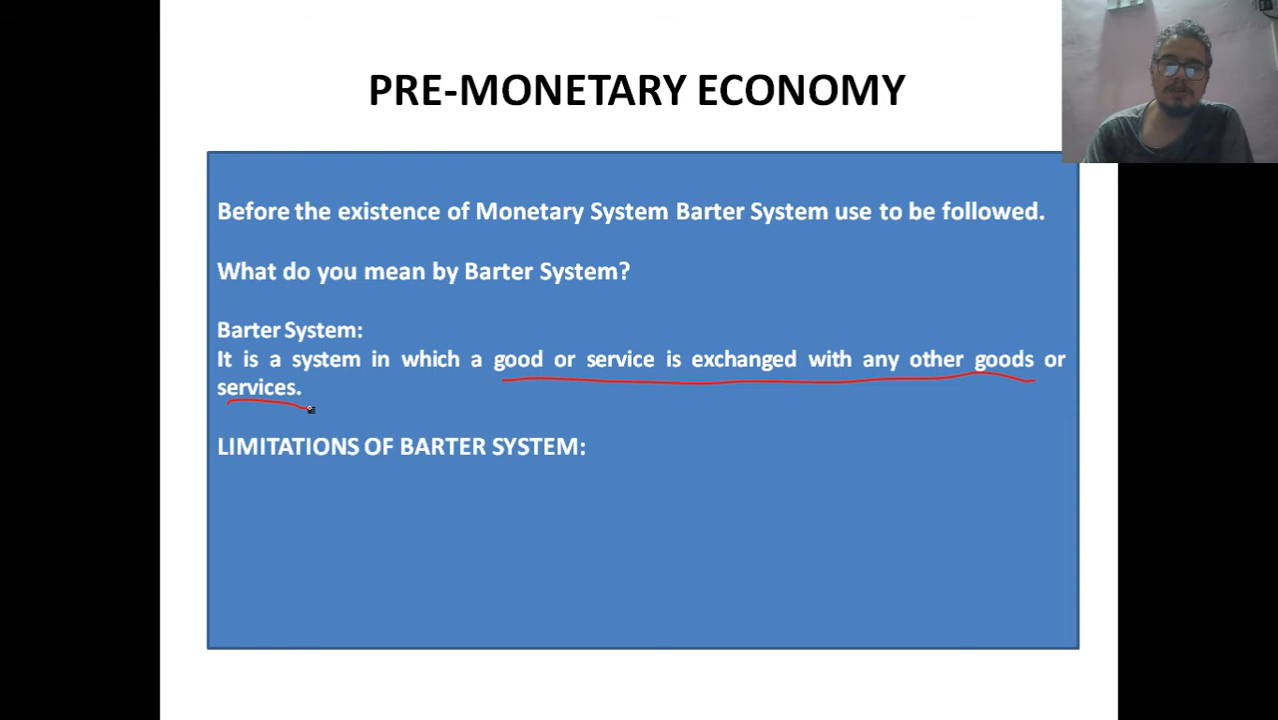 PRE-MONETARY ECONOMY
Before the existence of Monetary System Barter System use to be followed.
What do you mean by Barter System?
Barter System:
It is a system in which a good or service is exchanged with any other goods or
services.
LIMITATIONS OF BARTER SYSTEM: